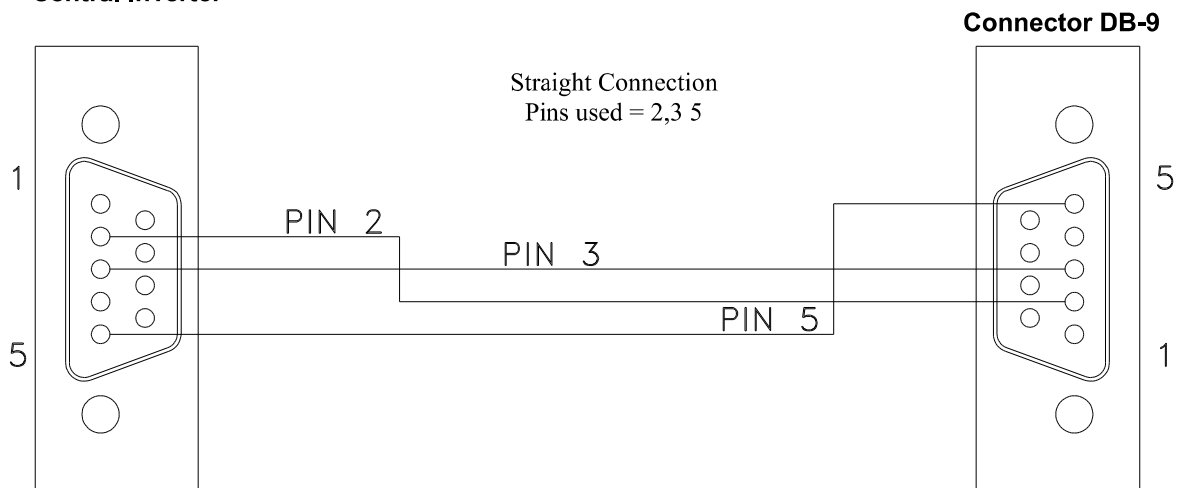 Connector DB-9
Straight Connection
Pins used = 2,3 5
1
5
PIN 2
PIN 3
PIN 5
5
1